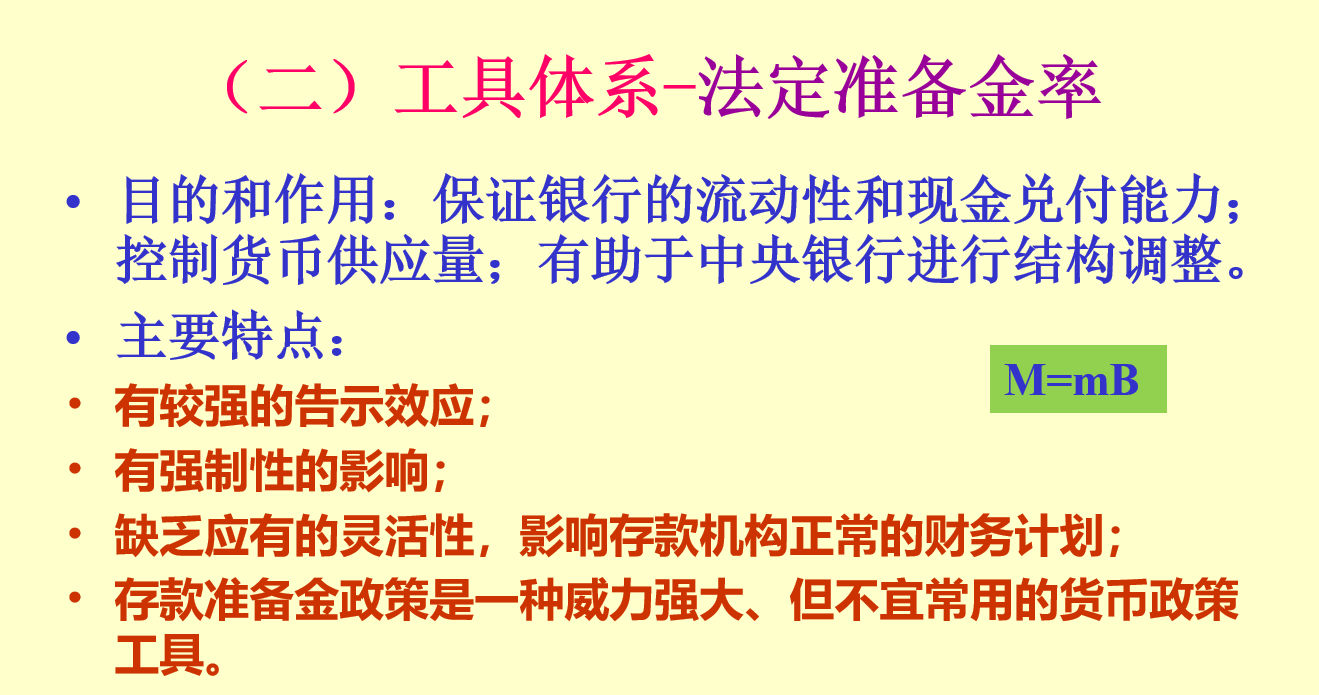 （二）工具体系-法定准备金率
• 目的和作用：保证银行的流动性和现金兑付能力；
控制货币供应量；有助于中央银行进行结构调整。
• 主要特点：
M=mB
• 有较强的告示效应；
• 有强制性的影响；
• 缺乏应有的灵活性，影响存款机构正常的财务计划；
• 存款准备金政策是一种威力强大、但不宜常用的货币政策
工具。